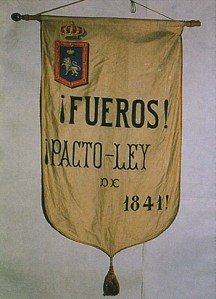 ¡FUEROS!
¡PACTO-LEY
DE
1841!